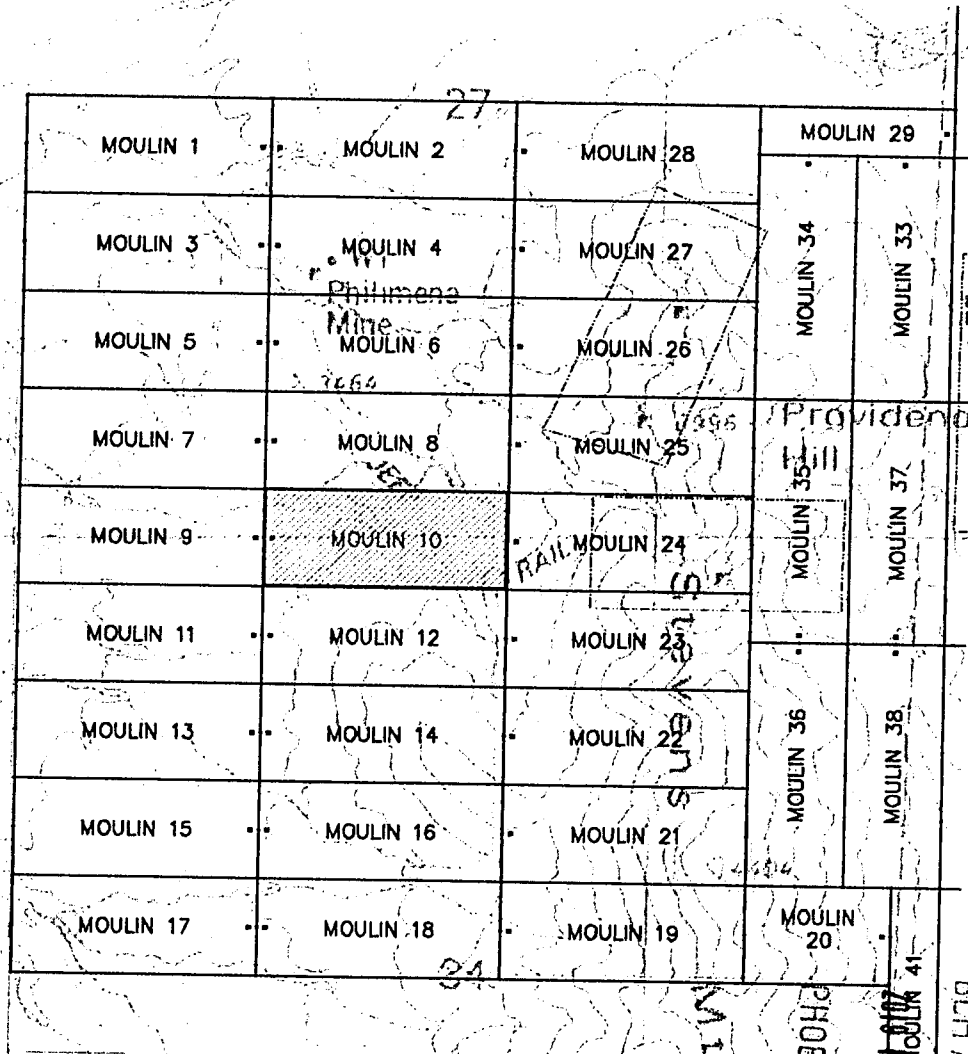 27
MOULIN 1
MOULIN 2
MOULIN 28
MOULIN 29
MOULIN 3
MOULIN 4
MOULIN 27
MOULIN 34
MOULIN 33
Philimena
Mine
MOULIN 5
MOULIN 6
MOULIN 26
MOULIN 7
MOULIN 8
MOULIN 25
Providenc
Hill
MOULIN 35
MOULIN 37
MOULIN 9
MOULIN 10
RAIL
MOULIN 24
MOULIN 11
MOULIN 12
MOULIN 23
Stevens
MOULIN 13
MOULIN 14
MOULIN 22
MOULIN 36
MOULIN 38
MOULIN 15
MOULIN 16
MOULIN 21
MOULIN 17
MOULIN 18
MOULIN 19
MOULIN
20
34
OULIN 41